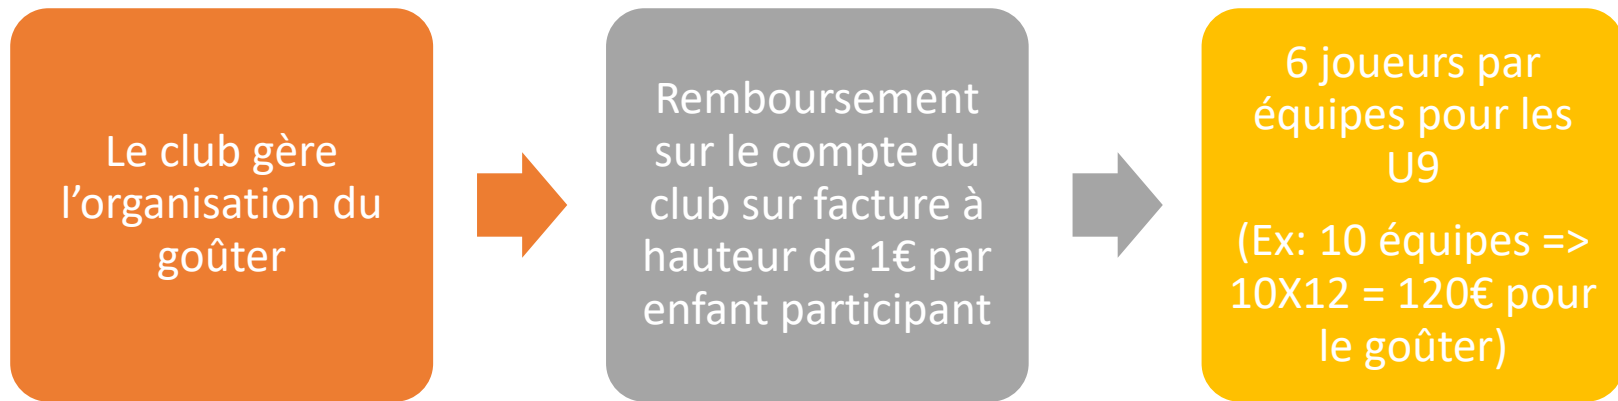 Le club gère
l’organisation du
goûter
Remboursement
sur le compte du
club sur facture à
hauteur de 1€ par
enfant participant
6 joueurs par
équipes pour les
U9
(Ex: 10 équipes =>
10X12 = 120€ pour
le goûter)